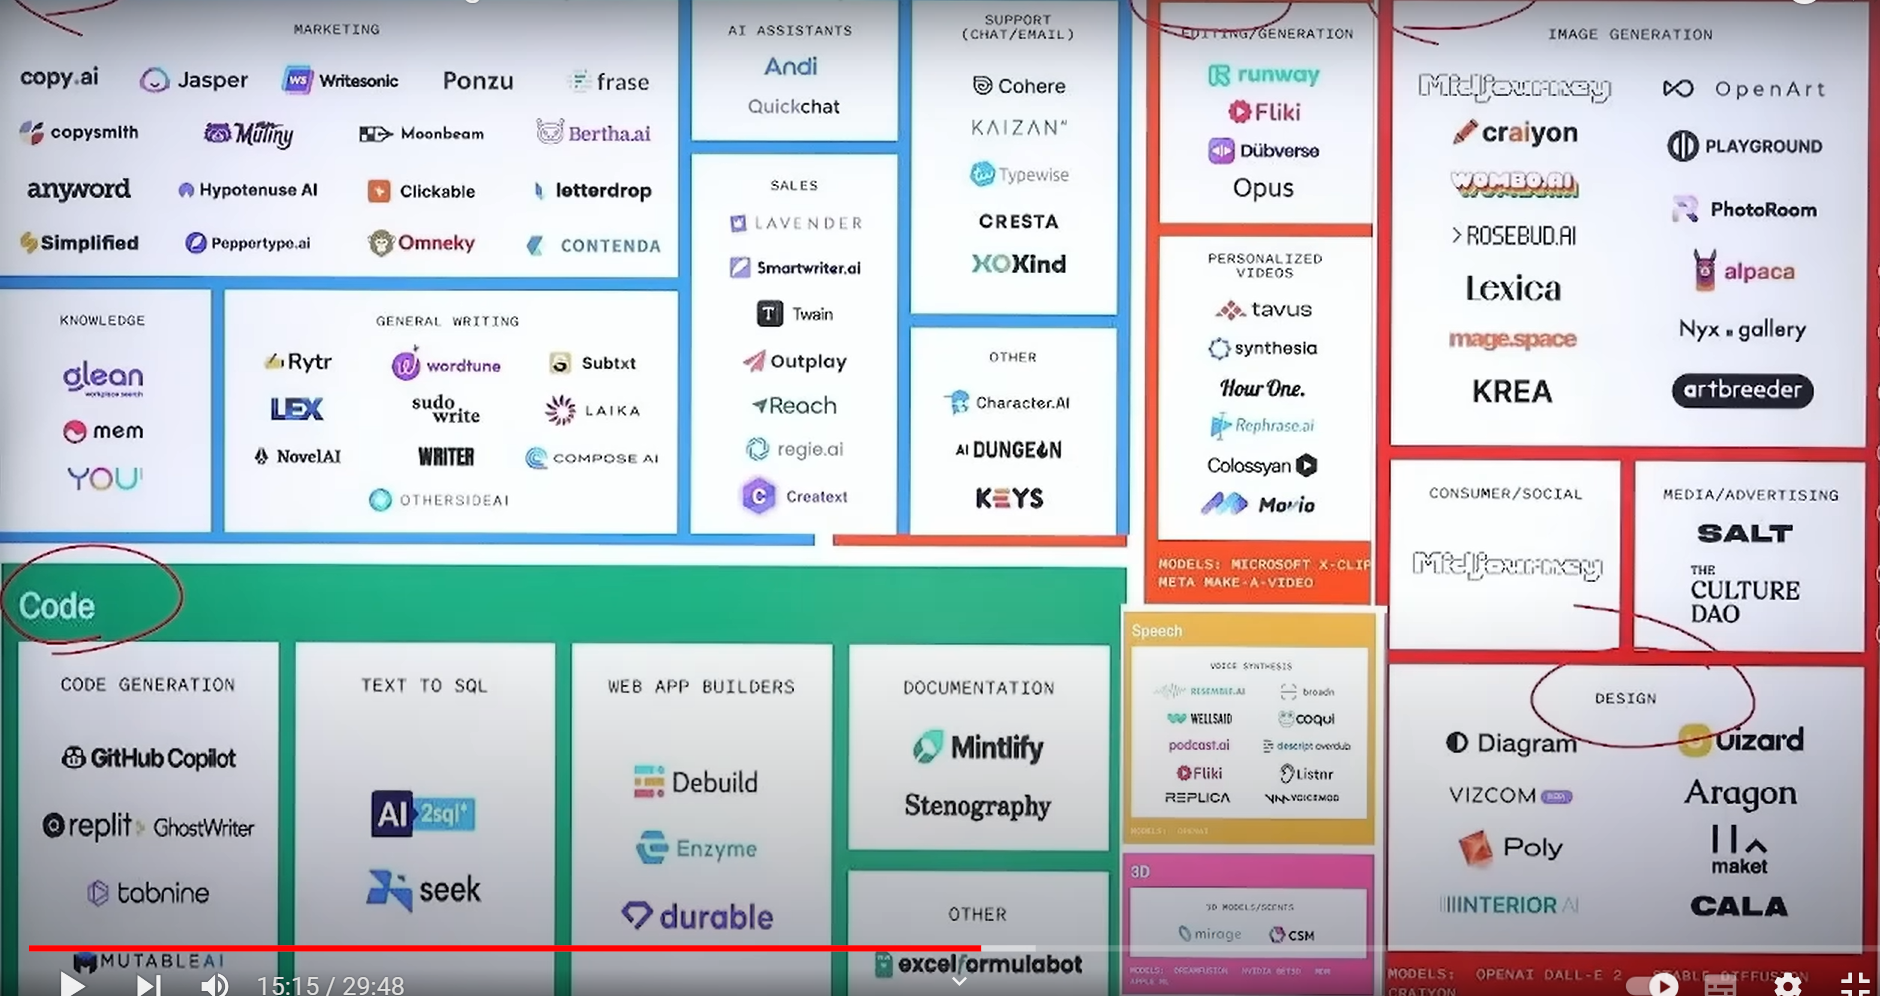 MARKETING
copy.ai
Jasper
WS Writesonic
Ponzu
frase
copysmith
Mutiny
Moonbeam
Bertha.ai
anyword
Hypotenuse AI
Clickable
letterdrop
Simplified
Peppertype.ai
Omneky
CONTENDA
KNOWLEDGE
glean
workplace search
mem
YOU
GENERAL WRITING
Rytr
wordtune
Subtxt
LEX
sudo
write
LAIKA
NovelAI
WRITER
COMPOSE AI
OTHERSIDEAI
AI ASSISTANTS
Andi
Quickchat
SALES
LAVENDER
Smartwriter.ai
T Twain
Outplay
Reach
regie.ai
C Creatext
SUPPORT
(CHAT/EMAIL)
Cohere
KAIZAN
tw Typewise
CRESTA
XOKind
OTHER
Character.AI
AI DUNGEON
KEYS
EDITING/GENERATION
runway
Fliki
Dübverse
Opus
PERSONALIZED
VIDEOS
tavus
synthesia
Hour One.
Rephrase.ai
Colossyan
Movio
MODELS: MICROSOFT X-CLIP
META MAKE-A-VIDEO
IMAGE GENERATION
Midjourney
OpenArt
craiyon
PLAYGROUND
WOMBO.AI
PhotoRoom
>ROSEBUD.AI
alpaca
Lexica
Nyx gallery
mage.space
artbreeder
KREA
CONSUMER/SOCIAL
Midjourney
MEDIA/ADVERTISING
SALT
THE
CULTURE
DAO
DESIGN
Diagram
Uizard
VIZCOM
Aragon
Poly
maket
INTERIOR AI
CALA
MODELS: OPENAI DALL-E 2 STABLE DIFFUSION
CRAIYON
Code
CODE GENERATION
GitHub Copilot
replit GhostWriter
tabnine
MUTABLEAI
TEXT TO SQL
AI 2sql
seek
WEB APP BUILDERS
Debuild
Enzyme
durable
DOCUMENTATION
Mintlify
Stenography
OTHER
excelformulabot
Speech
VOICE SYNTHESIS
RESEMBLE.AI
broadn
WELLSAID
coqui
podcast.ai
descript overdub
Fliki
Listnr
REPLICA
VOICEMOD
MODELS: OPENAI
3D
3D MODELS/SCENES
mirage
CSM
MODELS: DREAMFUSION NVIDIA GET3D MDM
15:15 / 29:48